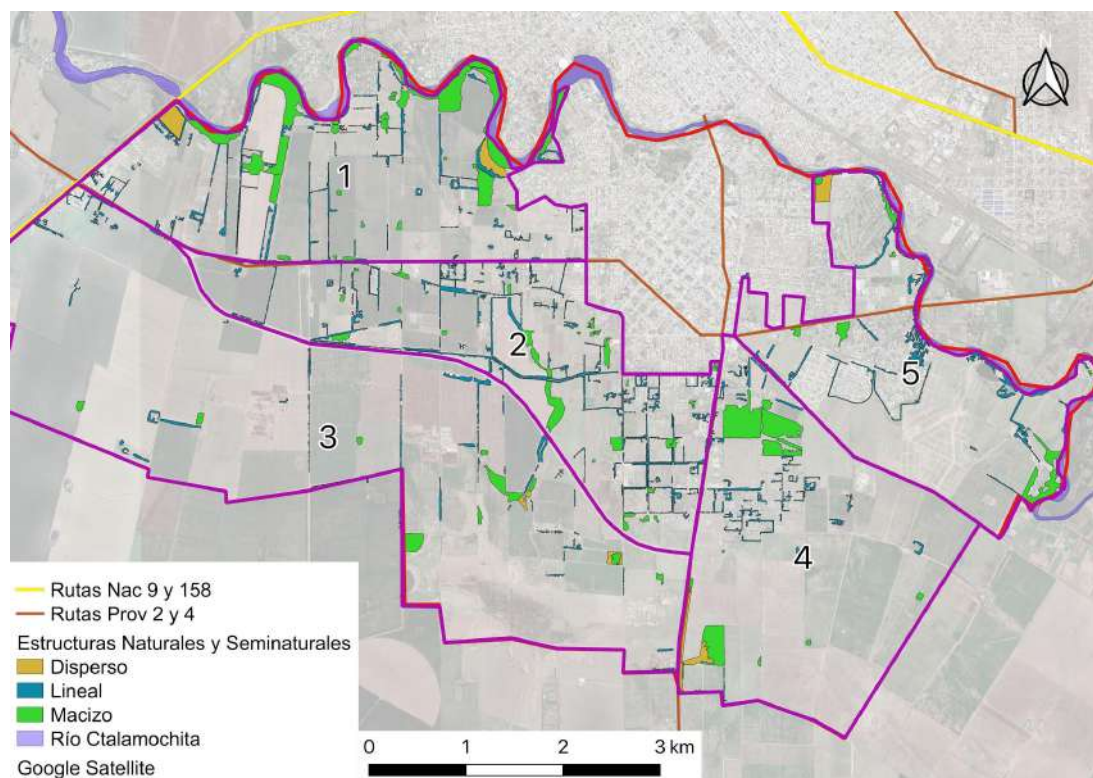 N
1
2
3
4
5
Rutas Nac 9 y 158
Rutas Prov 2 y 4
Estructuras Naturales y Seminaturales
Disperso
Lineal
Macizo
Río Ctalamochita
Google Satellite
0 1 2 3 km